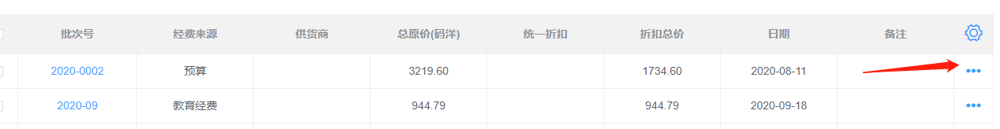 批次号 经费来源 供货商 总原价(码洋) 统一折扣 折扣总价 日期 备注
2020-0002 预算 3219.60 1734.60 2020-08-11
2020-09 教育经费 944.79 944.79 2020-09-18